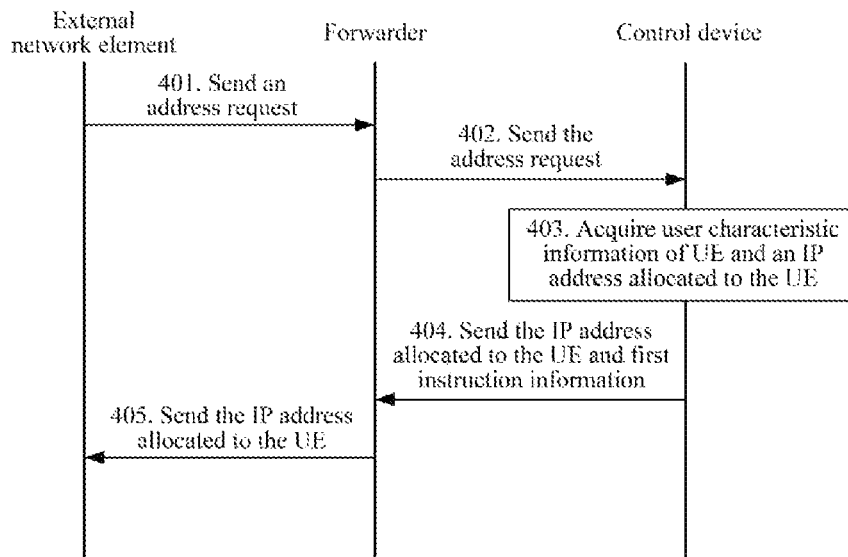 External
network element
Forwarder
Control device
401. Send an
address request
402. Send the
address request
403. Acquire user characteristic
information of UE and an IP
address allocated to the UE
404. Send the IP address
allocated to the UE and first
instruction information
405. Send the IP address
allocated to the UE